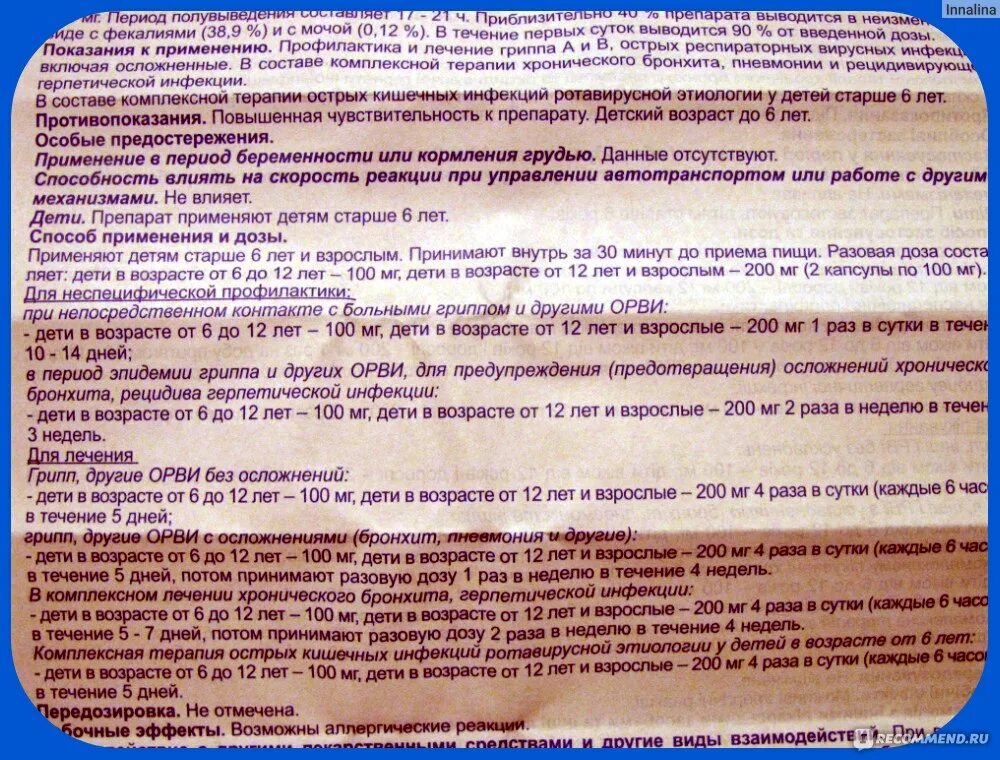 Innalina
мг. Период полувыведения составляет 17 - 21 ч. Приблизительно 40 % препарата выводится в неизмен
виде с фекалиями (38,9 %) и с мочой (0,12 %). В течение первых суток выводится 90 % от введенной дозы.
Показания к применению. Профилактика и лечение гриппа А и В, острых респираторных вирусных инфекц
включая осложненные. В составе комплексной терапии хронического бронхита, пневмонии и рецидивирующ
герпетической инфекции.
В составе комплексной терапии острых кишечных инфекций ротавирусной этиологии у детей старше 6 лет.
Противопоказания. Повышенная чувствительность к препарату. Детский возраст до 6 лет.
Особые предостережения.
Применение в период беременности или кормления грудью. Данные отсутствуют.
Способность влиять на скорость реакции при управлении автотранспортом или работе с другим
механизмами. Не влияет.
Дети. Препарат применяют детям старше 6 лет.
Способ применения и дозы.
Применяют детям старше 6 лет и взрослым. Принимают внутрь за 30 минут до приема пищи. Разовая доза соста
ляет: дети в возрасте от 6 до 12 лет – 100 мг, дети в возрасте от 12 лет и взрослым – 200 мг (2 капсулы по 100 мг).
Для неспецифической профилактики:
при непосредственном контакте с больными гриппом и другими ОРВИ:
- дети в возрасте от 6 до 12 лет – 100 мг, дети в возрасте от 12 лет и взрослые – 200 мг 1 раз в сутки в течен
10 - 14 дней;
в период эпидемии гриппа и других ОРВИ, для предупреждения (предотвращения) осложнений хроническо
бронхита, рецидива герпетической инфекции:
- дети в возрасте от 6 до 12 лет – 100 мг, дети в возрасте от 12 лет и взрослые – 200 мг 2 раза в неделю в течен
3 недель.
Для лечения
Грипп, другие ОРВИ без осложнений:
- дети в возрасте от 6 до 12 лет – 100 мг, дети в возрасте от 12 лет и взрослые – 200 мг 4 раза в сутки (каждые 6 часо
в течение 5 дней;
грипп, другие ОРВИ с осложнениями (бронхит, пневмония и другие):
- дети в возрасте от 6 до 12 лет – 100 мг, дети в возрасте от 12 лет и взрослые – 200 мг 4 раза в сутки (каждые 6 час
в течение 5 дней, потом принимают разовую дозу 1 раз в неделю в течение 4 недель.
В комплексном лечении хронического бронхита, герпетической инфекции:
- дети в возрасте от 6 до 12 лет – 100 мг, дети в возрасте от 12 лет и взрослые – 200 мг 4 раза в сутки (каждые 6 часо
в течение 5 - 7 дней, потом принимают разовую дозу 2 раза в неделю в течение 4 недель.
Комплексная терапия острых кишечных инфекций ротавирусной этиологии у детей в возрасте от 6 лет:
- дети в возрасте от 6 до 12 лет – 100 мг, дети в возрасте от 12 лет и взрослые – 200 мг 4 раза в сутки (каждые 6 часо
в течение 5 дней.
Передозировка. Не отмечена.
бочные эффекты. Возможны аллергические реакции.
с другими лекарственными средствами и другие виды взаимодействий. При
IRECOMMEND.RU